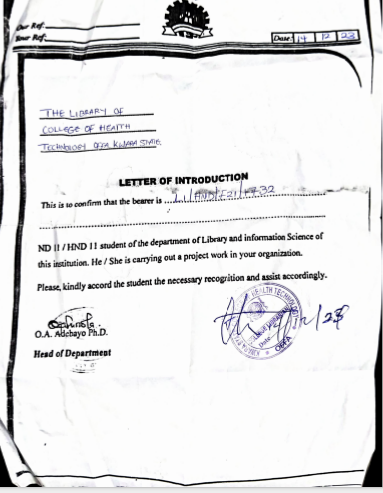 Our Ref:
Your Ref:
Date: 14 12 23
THE LIBRARY OF
COLLEGE OF HEALTH
TECHNOLOGY OFFA KWARA STATE.
LETTER OF INTRODUCTION
This is to confirm that the bearer is
ND II / HND 11 student of the department of Library and information Science of
this institution. He / She is carrying out a project work in your organization.
Please, kindly accord the student the necessary recognition and assist accordingly.
O.A. Adebayo Ph.D.
Head of Department
HEALTH TECHNOLOGY
OFFA